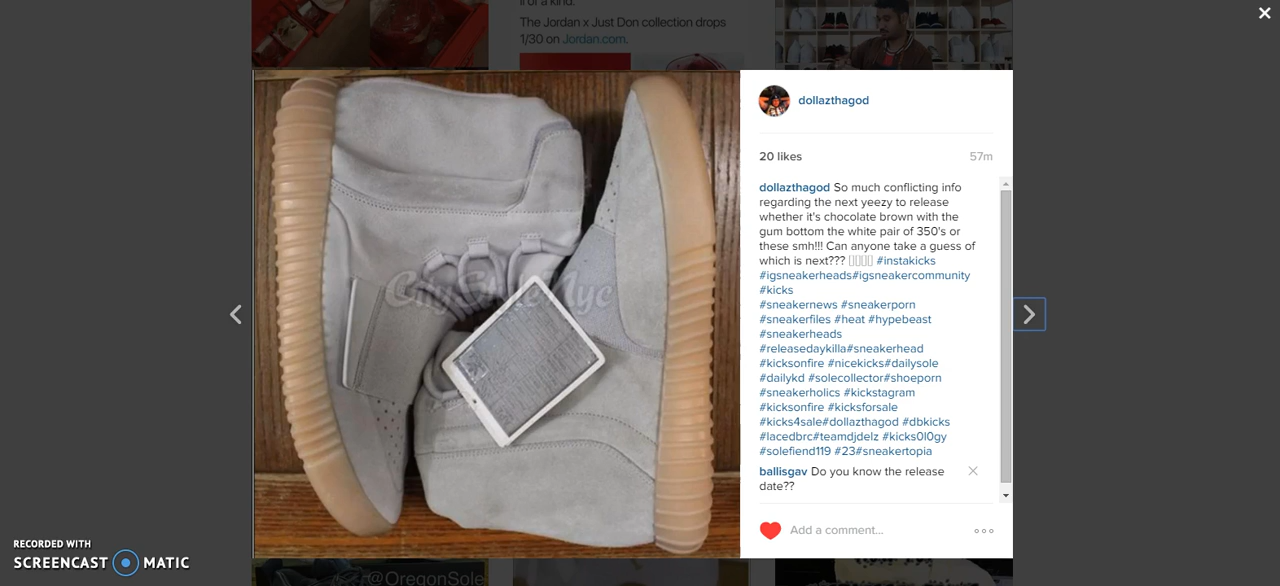 of a kind.
The Jordan x Just Don collection drops
1/30 on Jordan.com.
dollazthagod
20 likes
57m
dollazthagod So much conflicting info
regarding the next yeezy to release
whether it's chocolate brown with the
gum bottom the white pair of 350's or
these smh!!! Can anyone take a guess of
which is next??? #instakicks
#igsneakerheads#igsneakercommunity
#kicks
#sneakernews #sneakerporn
#sneakerfiles #heat #hypebeast
#sneakerheads
#releasedaykilla#sneakerhead
#kicksonfire #nicekicks#dailysole
#dailykd #solecollector#shoeporn
#sneakerholics #kickstagram
#kicksonfire #kicksforsale
#kicks4sale#dollazthagod #dbkicks
#lacedbrc#teamdjdelz #kicks0l0gy
#solefiend119 #23#sneakertopia
ballisgav Do you know the release
date??
Add a comment...
CityStyleNyc
RECORDED WITH
SCREENCAST MATIC
@OregonSole